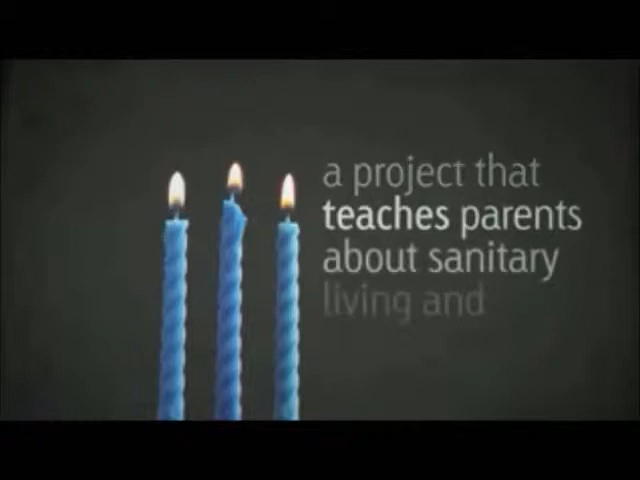 a project that
teaches parents
about sanitary
living and